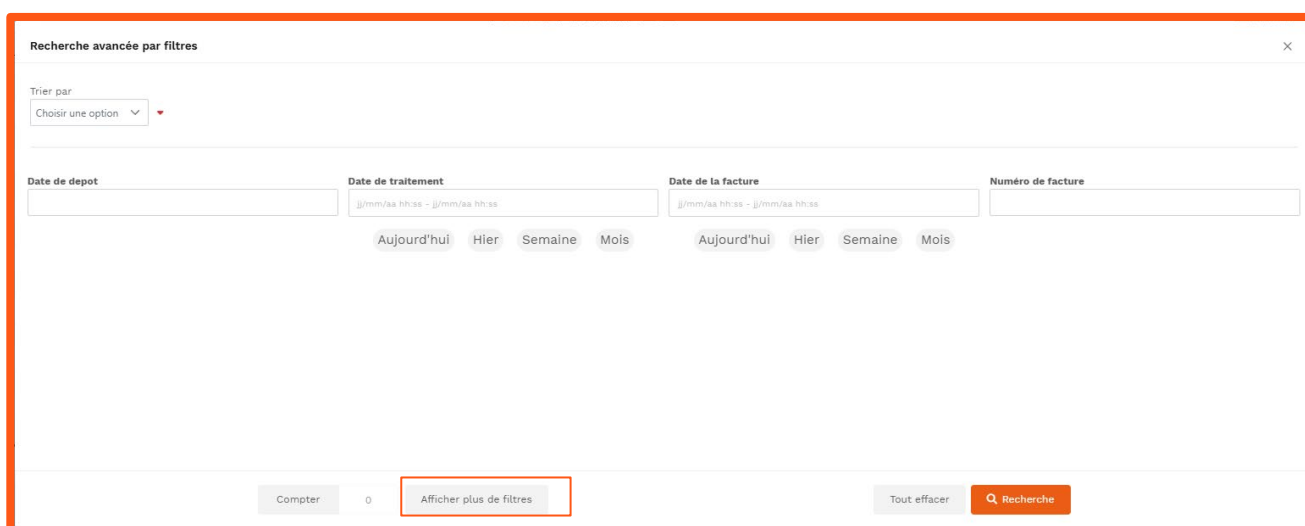 Recherche avancée par filtres
Trier par
Choisir une option
Date de depot Date de traitement Date de la facture Numéro de facture
jj/mm/aa hh:ss - jj/mm/aa hh:ss jj/mm/aa hh:ss - jj/mm/aa hh:ss
Aujourd'hui Hier Semaine Mois Aujourd'hui Hier Semaine Mois
Compter 0 Afficher plus de filtres Tout effacer Recherche